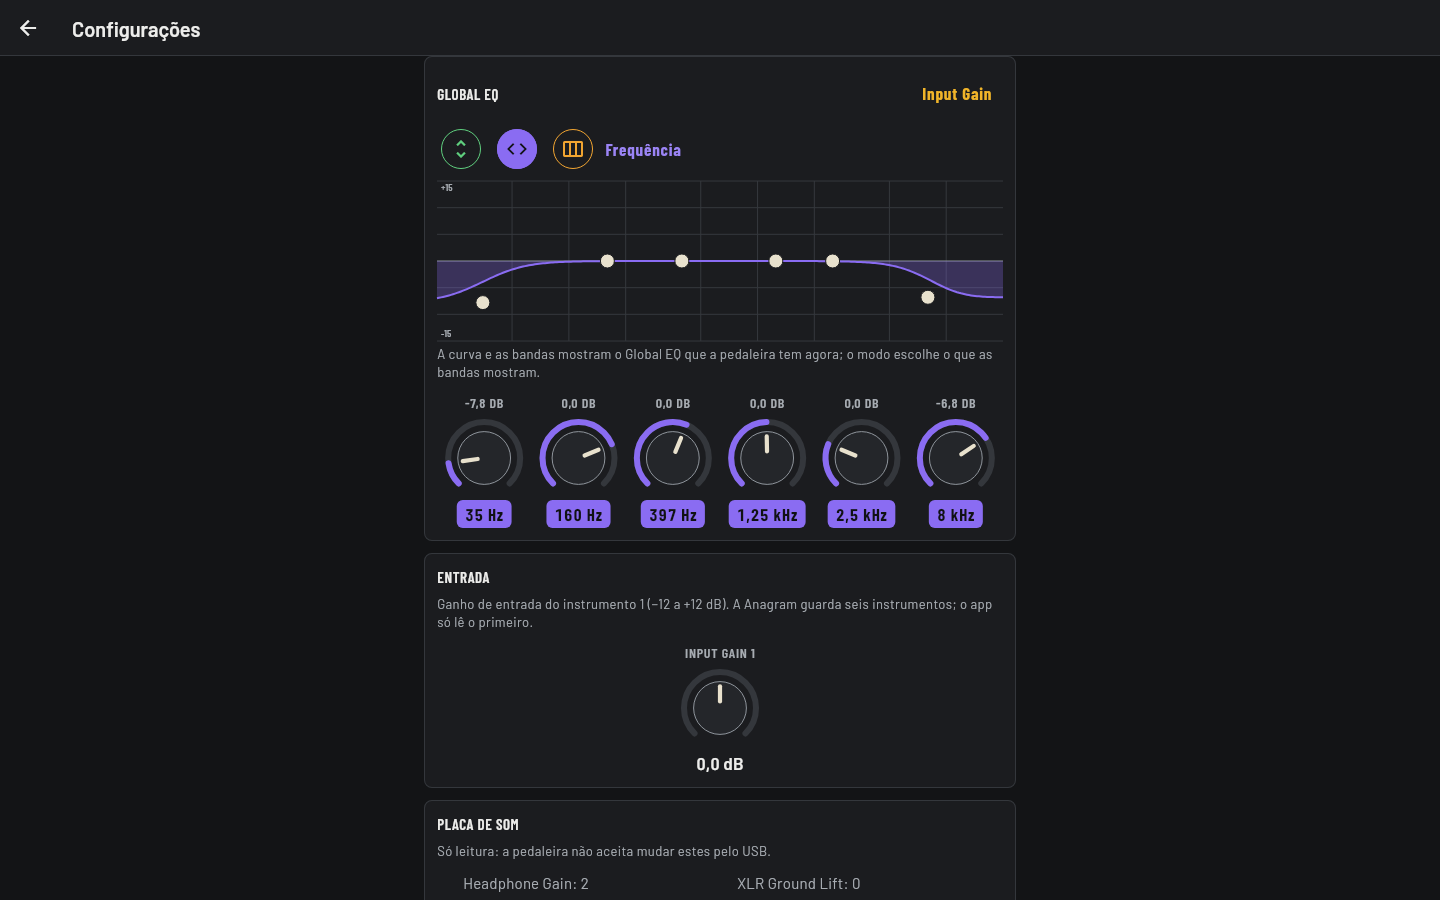 Configurações
GLOBAL EQ
Input Gain
Frequência
+15
-15
A curva e as bandas mostram o Global EQ que a pedaleira tem agora; o modo escolhe o que as
bandas mostram.
-7,8 DB
0,0 DB
0,0 DB
0,0 DB
0,0 DB
-6,8 DB
35 Hz
160 Hz
397 Hz
1,25 kHz
2,5 kHz
8 kHz
ENTRADA
Ganho de entrada do instrumento 1 (−12 a +12 dB). A Anagram guarda seis instrumentos; o app
só lê o primeiro.
INPUT GAIN 1
0,0 dB
PLACA DE SOM
Só leitura: a pedaleira não aceita mudar estes pelo USB.
Headphone Gain: 2
XLR Ground Lift: 0